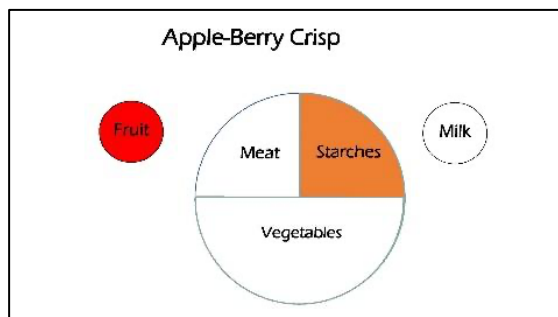 Apple-Berry Crisp
Fruit
Meat
Starches
Milk
Vegetables